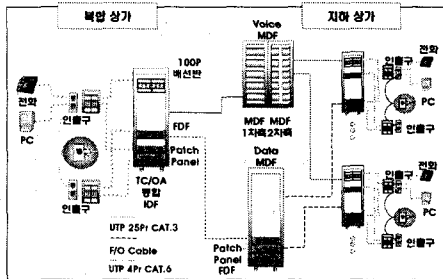 복합 상가
지하 상가
Voice
MDF
100P
배선반
전화
PC
인출구
인출구
FDF
Patch
Panel
TC/OA
통합
IDF
MDF MDF
1차측2차측
Data
MDF
Patch
Panel
FDF
인출구
전화
PC
인출구
인출구
전화
PC
인출구
UTP 25Pr CAT.3
F/O Cable
UTP 4Pr CAT.6